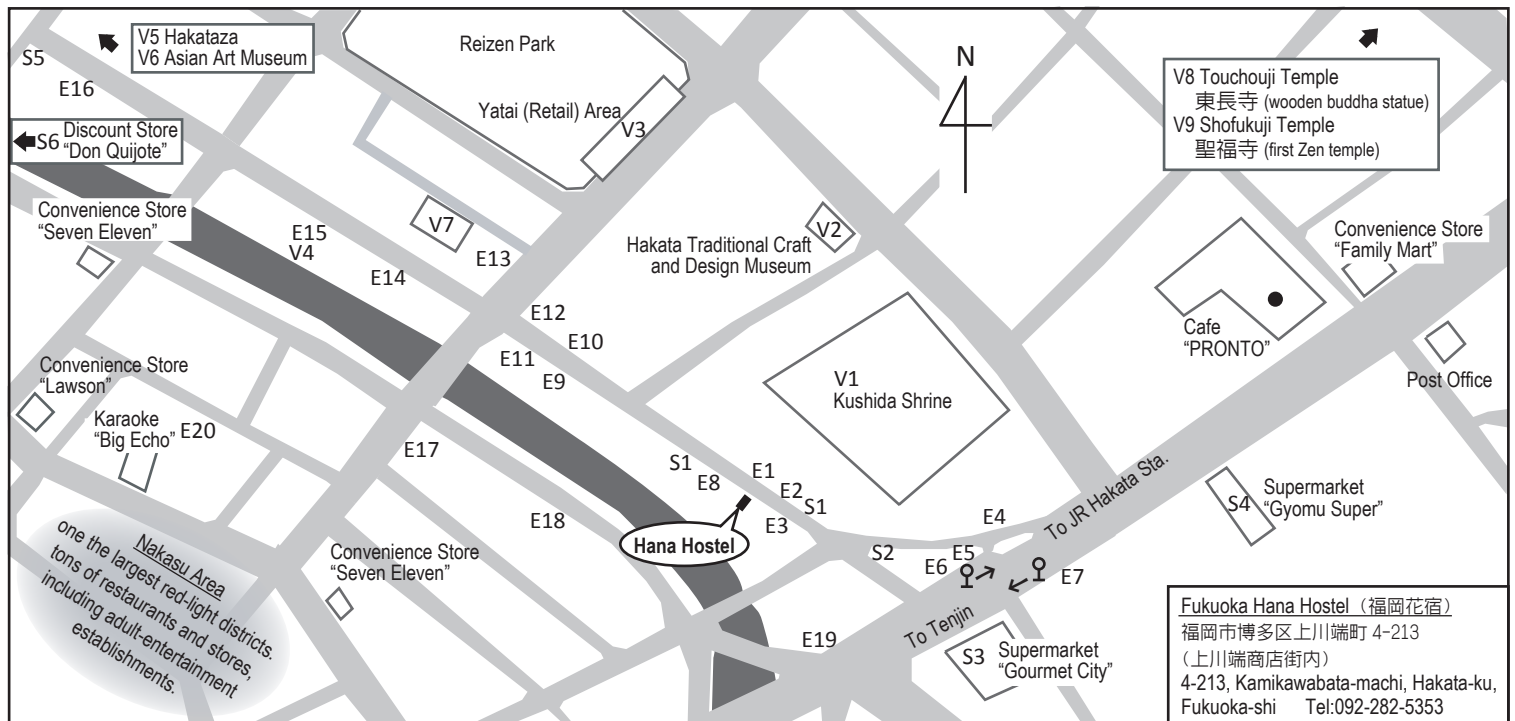 V5 Hakataza
V6 Asian Art Museum
S5
E16
S6 Discount Store
“Don Quijote”
Reizen Park
Yatai (Retail) Area
V3
N
V8 Touchouji Temple
東長寺 (wooden buddha statue)
V9 Shofukuji Temple
聖福寺 (first Zen temple)
Convenience Store
“Seven Eleven”
E15
V4
V7
E13
E14
V2
Hakata Traditional Craft
and Design Museum
Convenience Store
“Family Mart”
Cafe
“PRONTO”
Post Office
E12
E10
E11
E9
V1
Kushida Shrine
Convenience Store
“Lawson”
Karaoke
“Big Echo”
E20
E17
S1
E8
E1
E2
S1
E3
Hana Hostel
E18
Convenience Store
“Seven Eleven”
Nakasu Area
one the largest red-light districts.
tons of restaurants and stores,
including adult-entertainment
establishments.
E4
S2
E5
E6
E7
To JR Hakata Sta.
To Tenjin
S4
Supermarket
“Gyomu Super”
E19
S3
Supermarket
“Gourmet City”
Fukuoka Hana Hostel（福岡花宿）
福岡市博多区上川端町 4-213
（上川端商店街内）
4-213, Kamikawabata-machi, Hakata-ku,
Fukuoka-shi Tel:092-282-5353